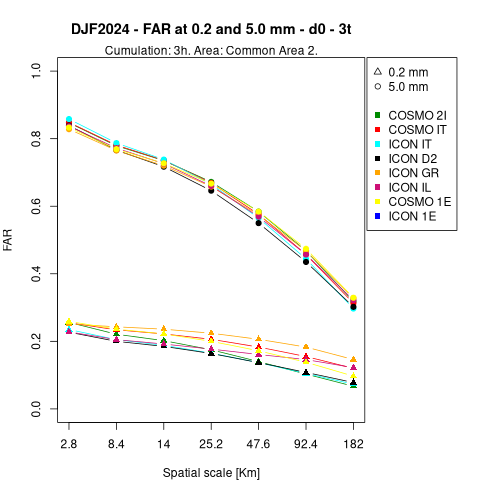 DJF2024 - FAR at 0.2 and 5.0 mm - d0 - 3t
Cumulation: 3h. Area: Common Area 2.
0.2 mm
5.0 mm
COSMO 2I
COSMO IT
ICON IT
ICON D2
ICON GR
ICON IL
COSMO 1E
ICON 1E
FAR
1.0
0.8
0.6
0.4
0.2
0.0
2.8 8.4 14 25.2 47.6 92.4 182
Spatial scale [Km]